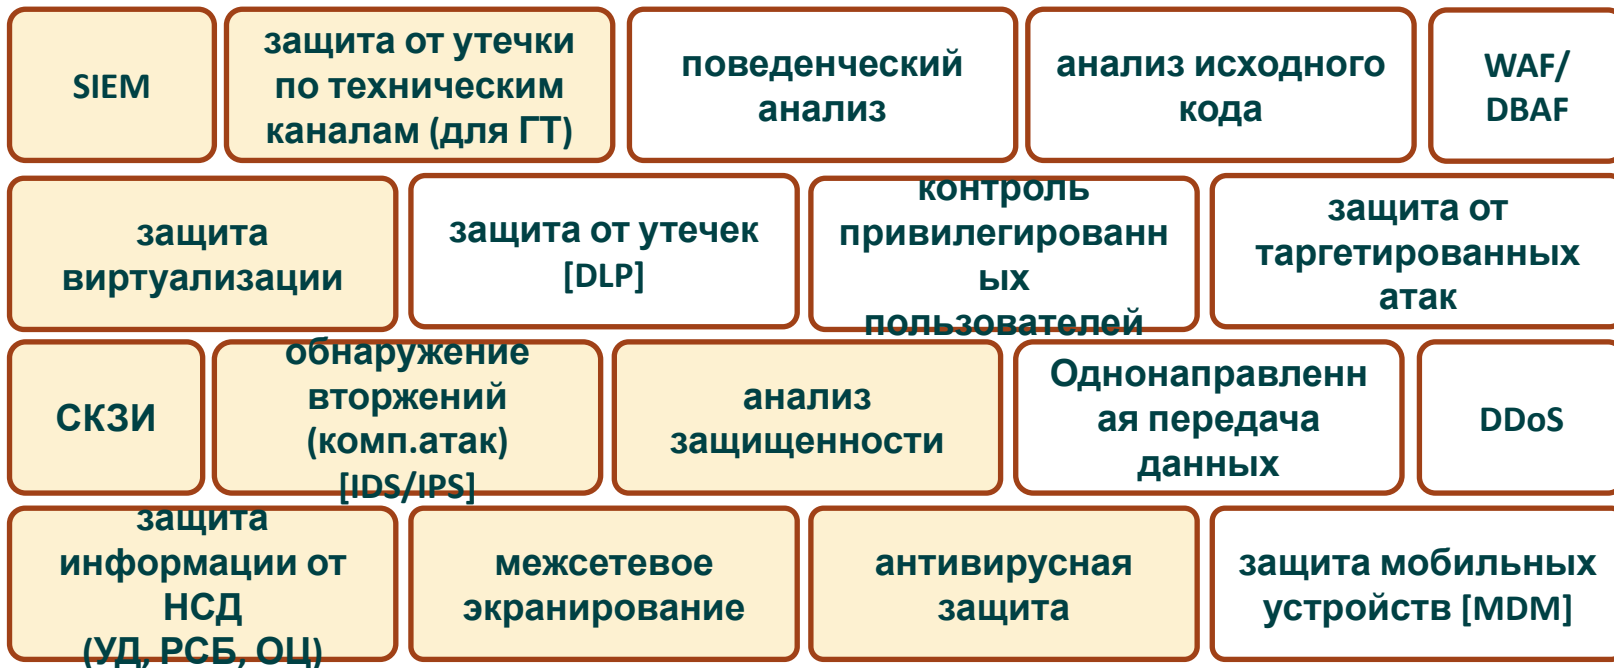 SIEM
защита от утечки
по техническим
каналам (для ГТ)
поведенческий
анализ
анализ исходного
кода
WAF/
DBAF
защита
виртуализации
защита от утечек
[DLP]
контроль
привилегированн
ых
пользователей
защита от
таргетированных
атак
СКЗИ
обнаружение
вторжений
(комп.атак)
[IDS/IPS]
анализ
защищенности
Однонаправленн
ая передача
данных
DDoS
защита
информации от
НСД
(УД, РСБ, ОЦ)
межсетевое
экранирование
антивирусная
защита
защита мобильных
устройств [MDM]